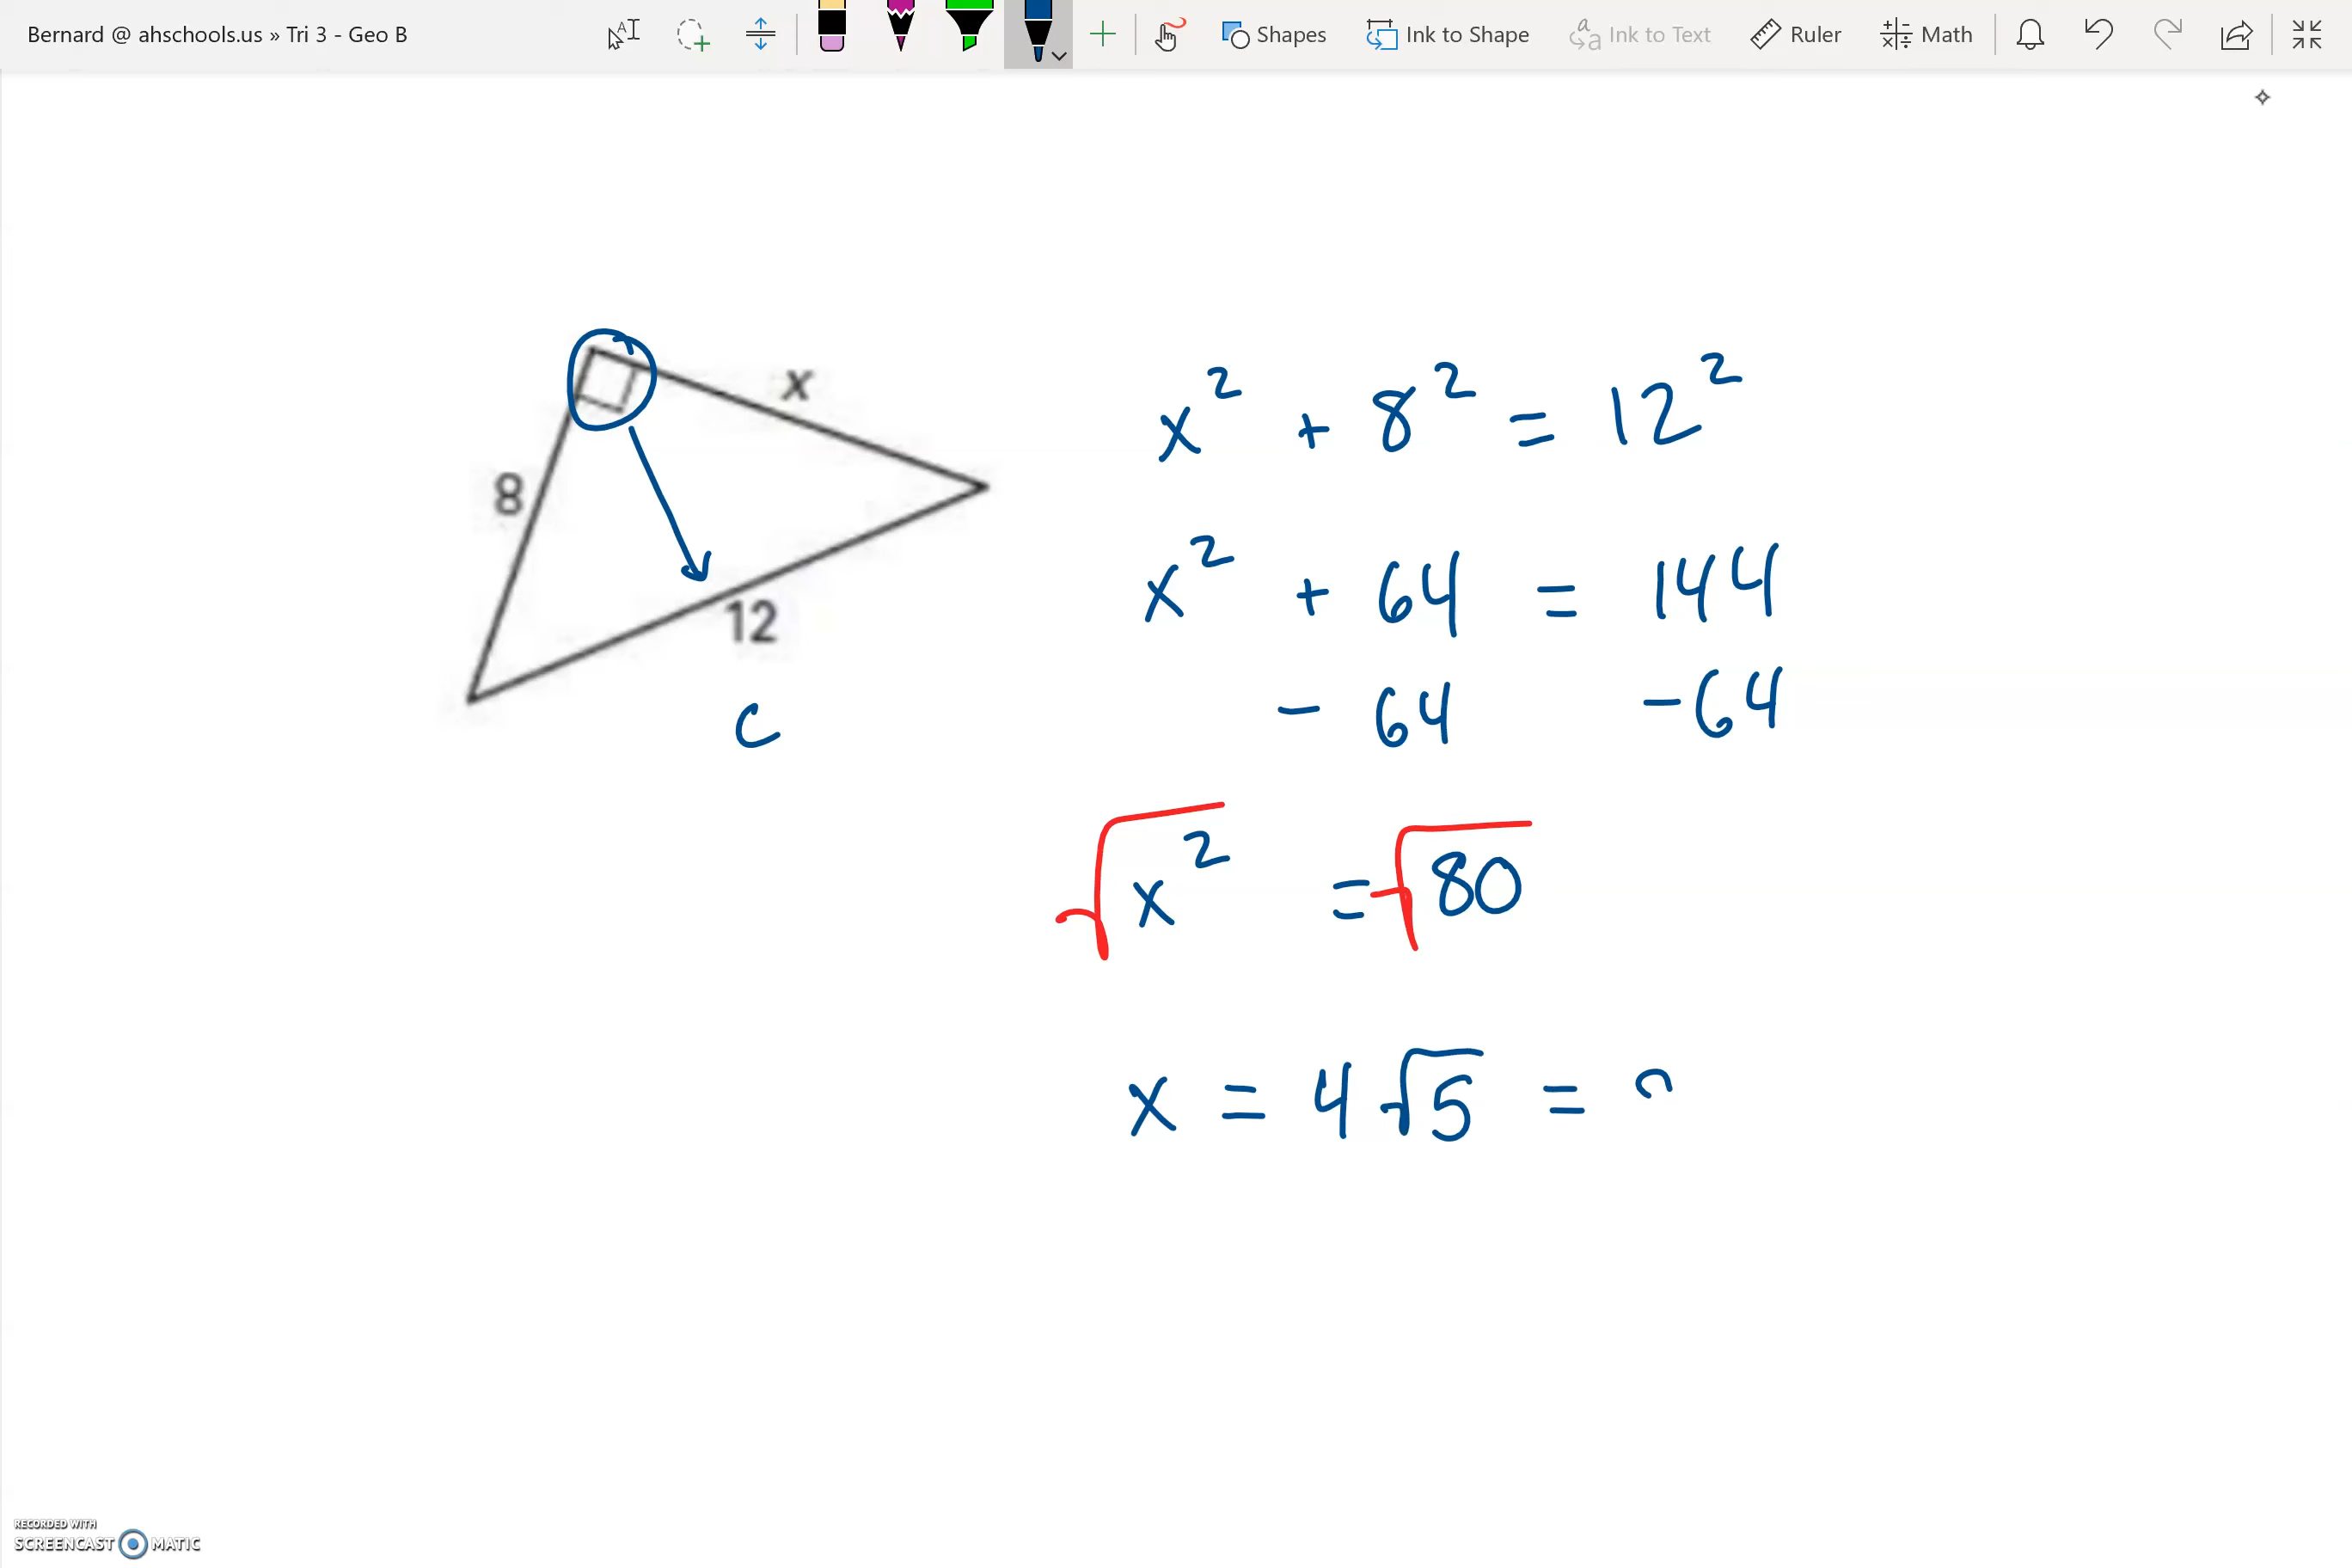 Bernard @ ahschools.us » Tri 3 - Geo B
Shapes
Ink to Shape
Ink to Text
Ruler
Math
x
8
12
c
x² + 8² = 12²
x² + 64 = 144
- 64 -64
√x² = √80
x = 4√5 =
RECORDED WITH
SCREENCAST MATIC